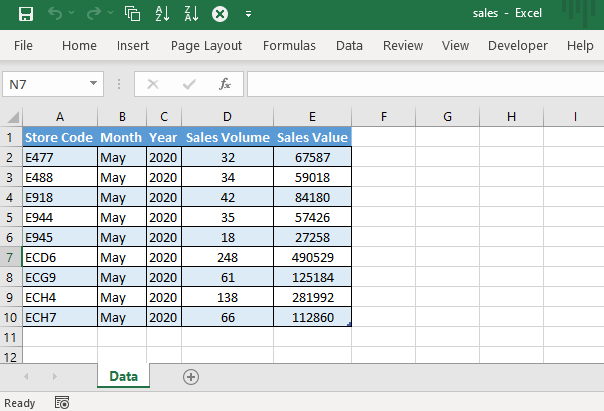 sales - Excel
File Home Insert Page Layout Formulas Data Review View Developer Help
N7 fx
A B C D E F G H I
1 Store Code Month Year Sales Volume Sales Value
2 E477 May 2020 32 67587
3 E488 May 2020 34 59018
4 E918 May 2020 42 84180
5 E944 May 2020 35 57426
6 E945 May 2020 18 27258
7 ECD6 May 2020 248 490529
8 ECG9 May 2020 61 125184
9 ECH4 May 2020 138 281992
10 ECH7 May 2020 66 112860
11
12
Data
Ready